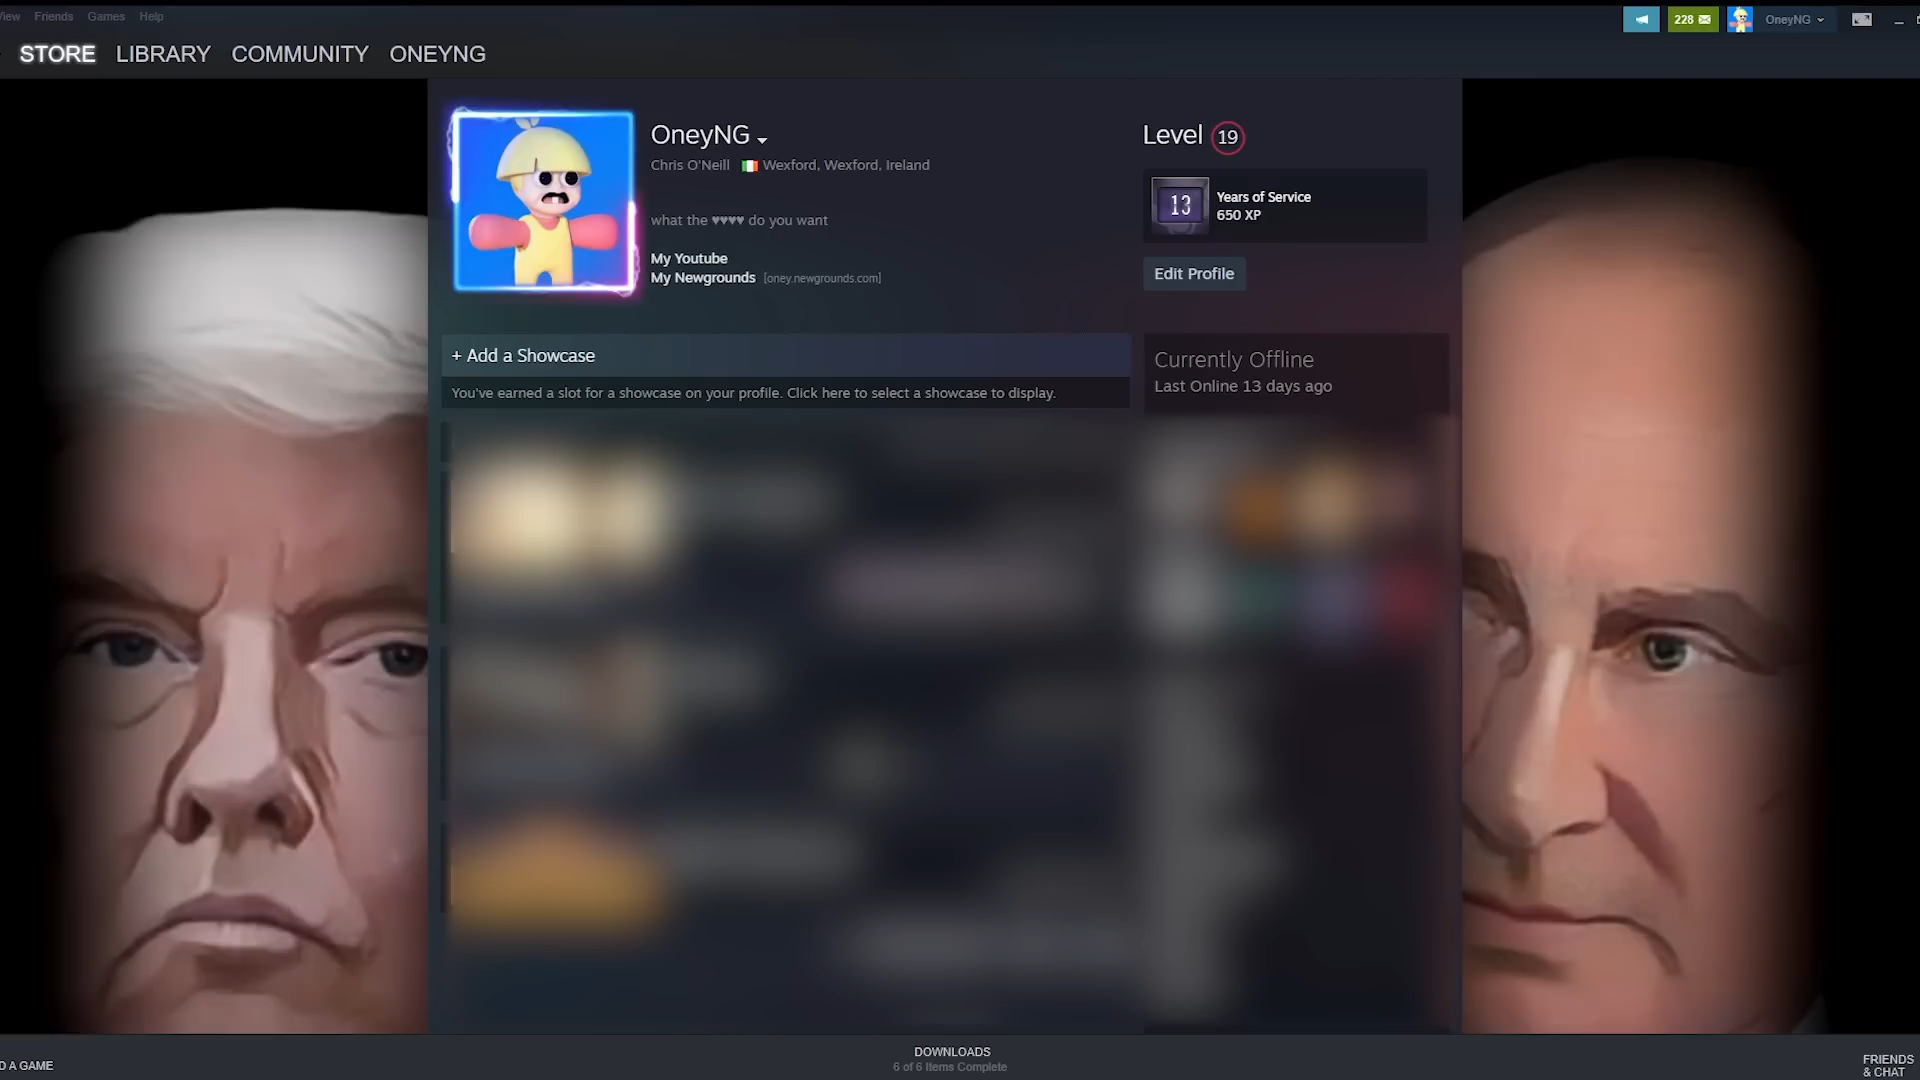 View Friends Games Help
228 OneyNG
STORE LIBRARY COMMUNITY ONEYNG
OneyNG
Chris O'Neill Wexford, Wexford, Ireland
what the ♥♥♥♥ do you want
My Youtube
My Newgrounds [oney.newgrounds.com]
Level 19
13
Years of Service
650 XP
Edit Profile
+ Add a Showcase
You've earned a slot for a showcase on your profile. Click here to select a showcase to display.
Currently Offline
Last Online 13 days ago
D A GAME
DOWNLOADS
6 of 6 Items Complete
FRIENDS
& CHAT